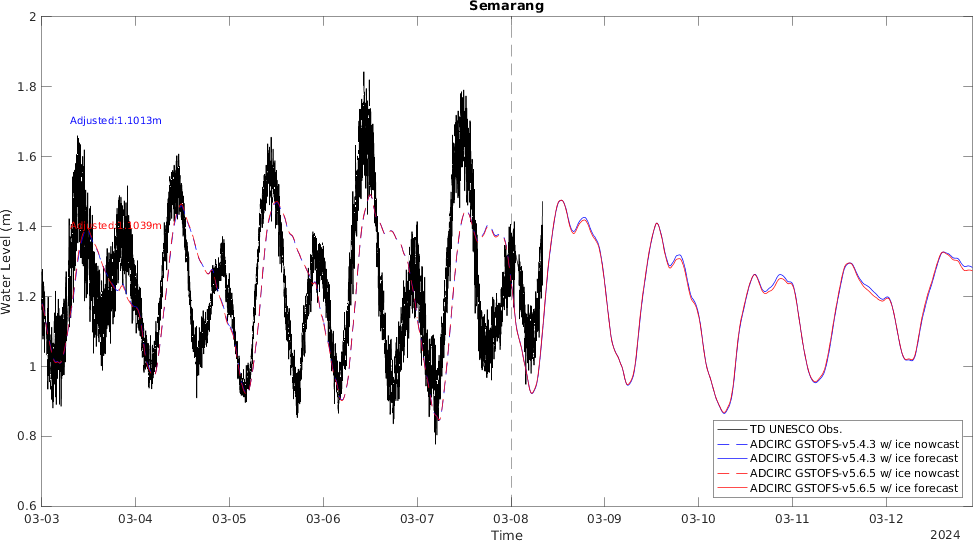 Semarang
2
1.8
1.6
1.4
1.2
1
0.8
0.6
Water Level (m)
Adjusted:1.1013m
Adjusted:1.1039m
TD UNESCO Obs.
ADCIRC GSTOFS-v5.4.3 w/ ice nowcast
ADCIRC GSTOFS-v5.4.3 w/ ice forecast
ADCIRC GSTOFS-v5.6.5 w/ ice nowcast
ADCIRC GSTOFS-v5.6.5 w/ ice forecast
03-03 03-04 03-05 03-06 03-07 03-08 03-09 03-10 03-11 03-12
Time
2024